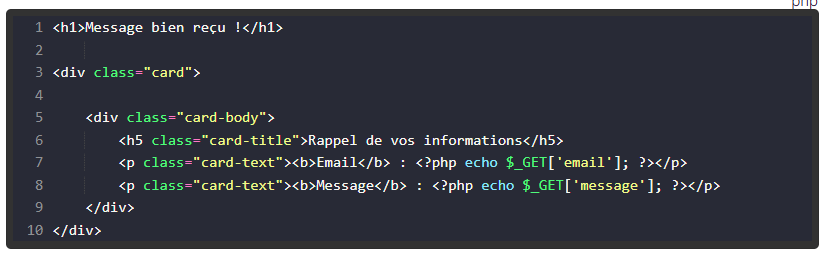 php
1 <h1>Message bien reçu !</h1>
2
3 <div class="card">
4
5     <div class="card-body">
6         <h5 class="card-title">Rappel de vos informations</h5>
7         <p class="card-text"><b>Email</b> : <?php echo $_GET['email']; ?></p>
8         <p class="card-text"><b>Message</b> : <?php echo $_GET['message']; ?></p>
9     </div>
10 </div>